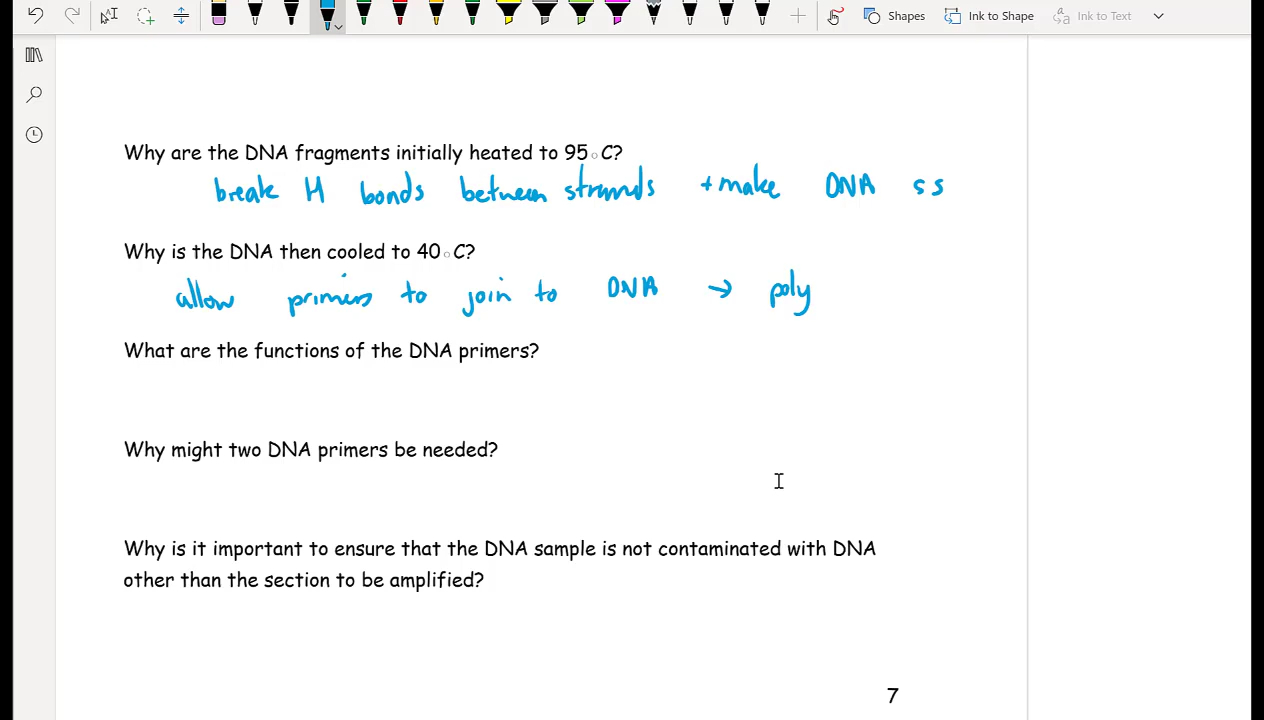 Shapes Ink to Shape Ink to Text
Why are the DNA fragments initially heated to 95◦C?
break H bonds between strands + make DNA ss
Why is the DNA then cooled to 40◦C?
allow primers to join to DNA → poly
What are the functions of the DNA primers?
Why might two DNA primers be needed?
Why is it important to ensure that the DNA sample is not contaminated with DNA
other than the section to be amplified?
7